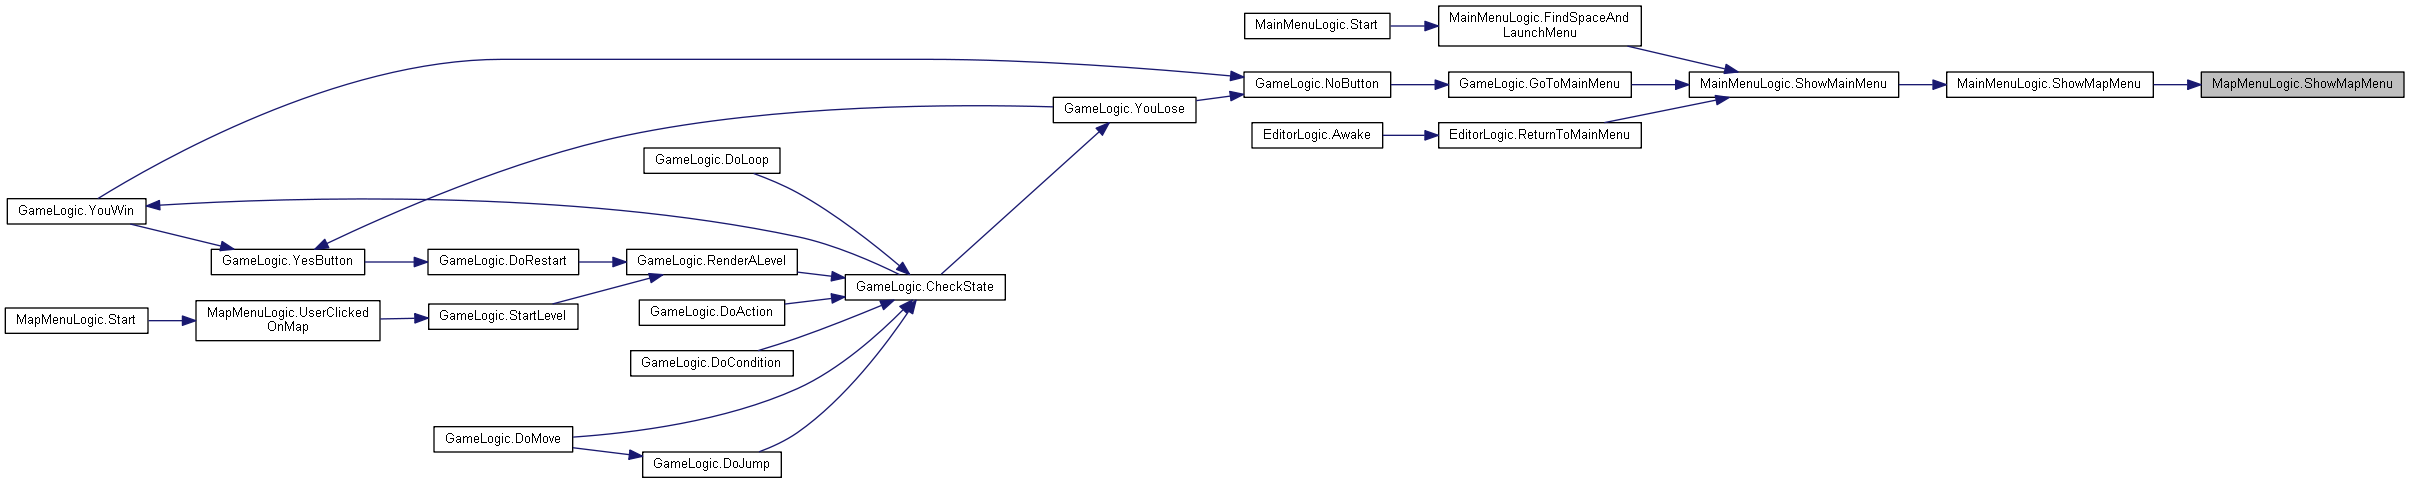 MainMenuLogic.Start
MainMenuLogic.FindSpaceAnd
LaunchMenu
GameLogic.NoButton
GameLogic.GoToMainMenu
MainMenuLogic.ShowMainMenu
MainMenuLogic.ShowMapMenu
MapMenuLogic.ShowMapMenu
GameLogic.YouLose
EditorLogic.Awake
EditorLogic.ReturnToMainMenu
GameLogic.DoLoop
GameLogic.YouWin
GameLogic.YesButton
GameLogic.DoRestart
GameLogic.RenderALevel
GameLogic.CheckState
MapMenuLogic.Start
MapMenuLogic.UserClicked
OnMap
GameLogic.StartLevel
GameLogic.DoAction
GameLogic.DoCondition
GameLogic.DoMove
GameLogic.DoJump